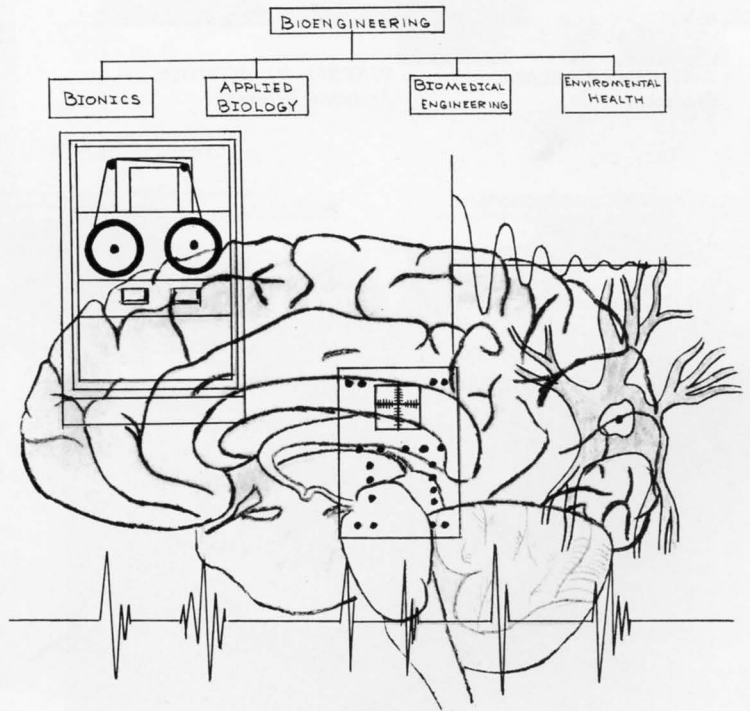 BIOENGINEERING
BIONICS
APPLIED
BIOLOGY
BIOMEDICAL
ENGINEERING
ENVIROMENTAL
HEALTH